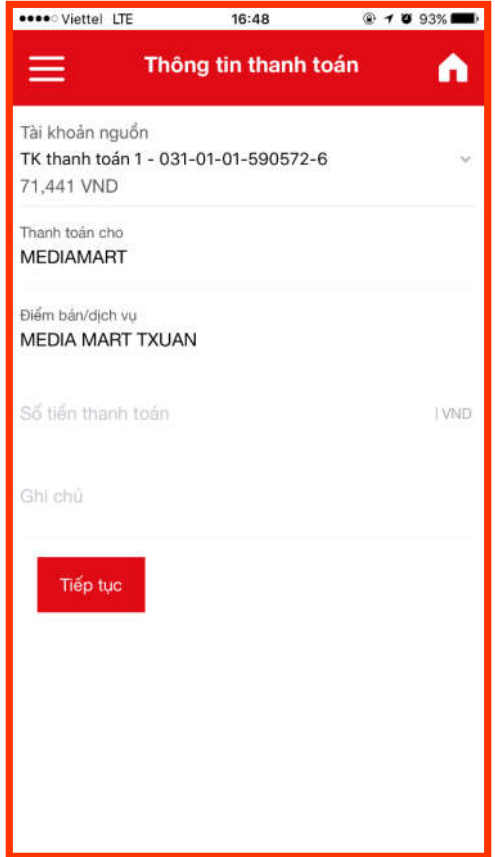 Viettel LTE 16:48 93%
Thông tin thanh toán
Tài khoản nguồn
TK thanh toán 1 - 031-01-01-590572-6
71,441 VND
Thanh toán cho
MEDIAMART
Điểm bán/dịch vụ
MEDIA MART TXUAN
Số tiền thanh toán | VND
Ghi chú
Tiếp tục